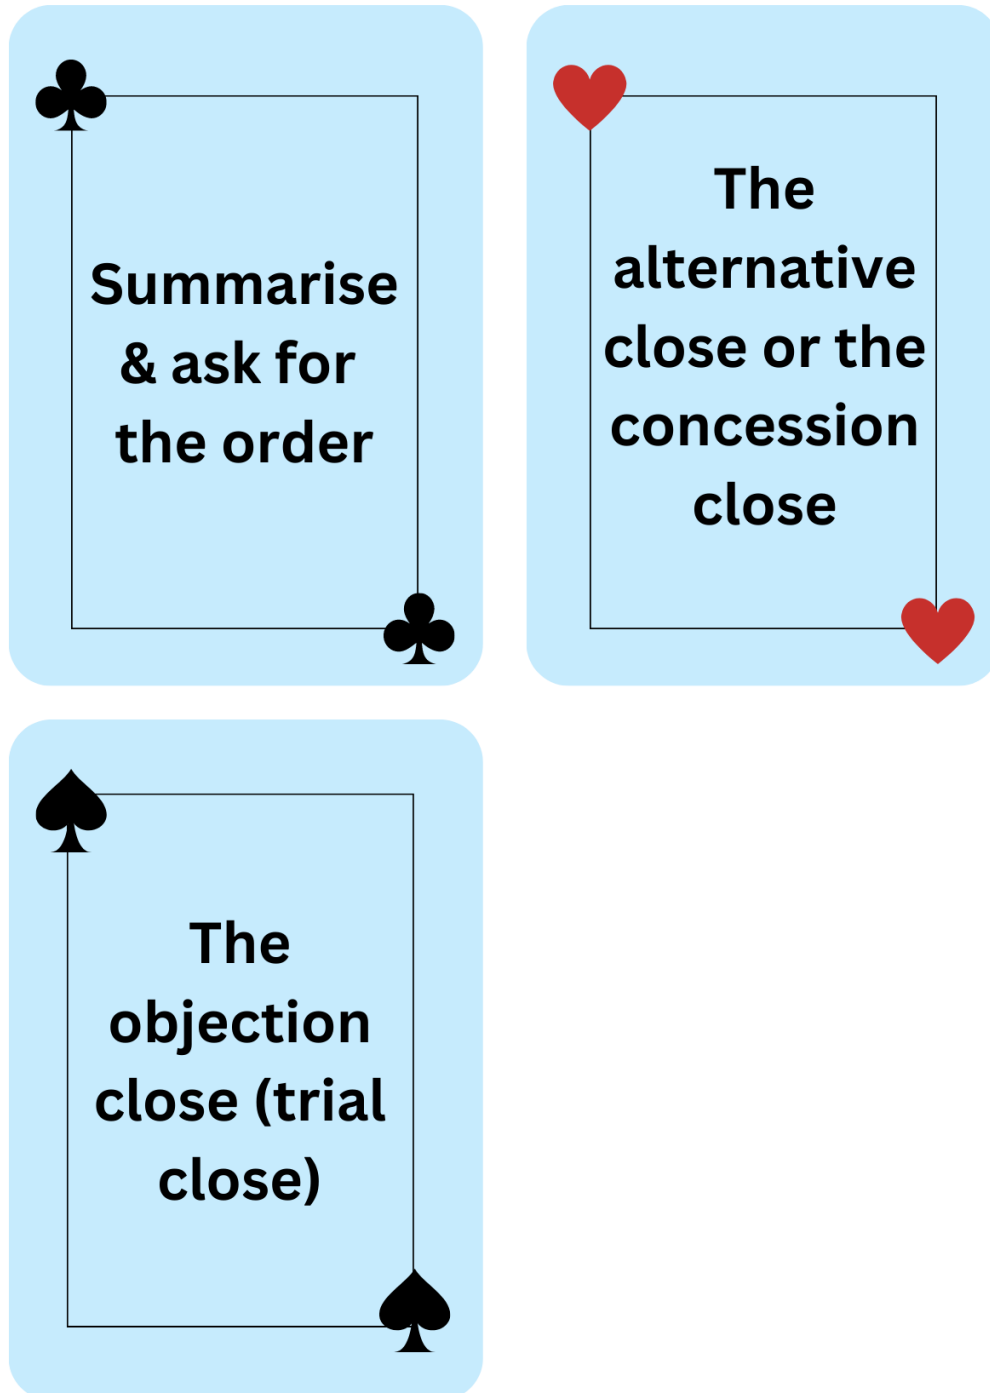 Summarise
& ask for
the order
The
alternative
close or the
concession
close
The
objection
close (trial
close)